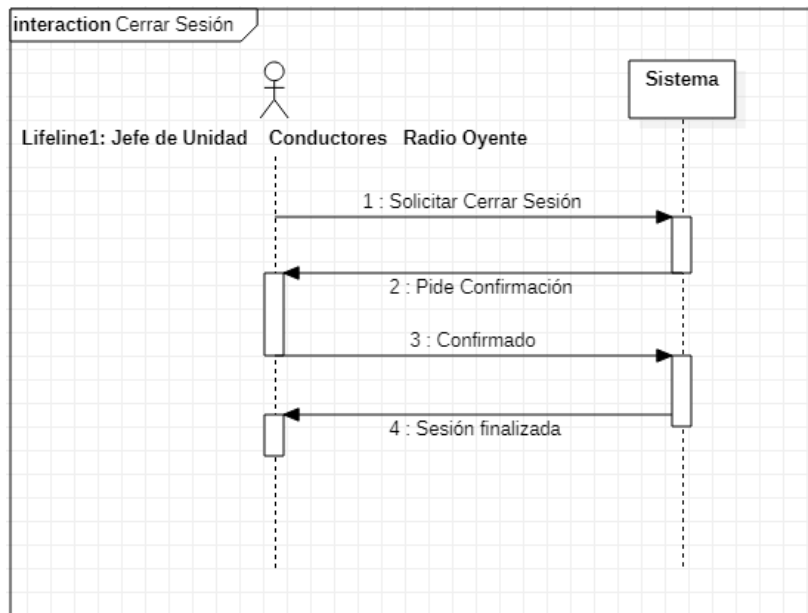 interaction Cerrar Sesión
Sistema
Lifeline1: Jefe de Unidad Conductores Radio Oyente
1 : Solicitar Cerrar Sesión
2 : Pide Confirmación
3 : Confirmado
4 : Sesión finalizada